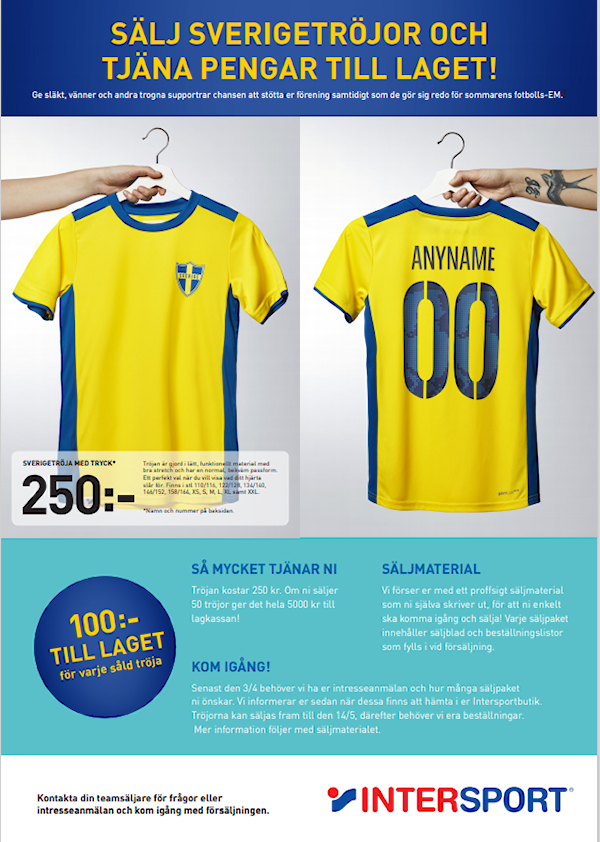 SÄLJ SVERIGETRÖJOR OCH
TJÄNA PENGAR TILL LAGET!
Ge släkt, vänner och andra trogna supportrar chansen att stötta er förening samtidigt som de gör sig redo för sommarens fotbolls-EM.
ANYNAME
00
SVERIGETRÖJA MED TRYCK*
250:-
Tröjan är gjord i lätt, funktionellt material med
bra stretch och har en normal, bekväm passform.
Ett perfekt val när du vill visa vad ditt hjärta
slår för. Finns i stl 110/116, 122/128, 134/140,
146/152, 158/164, XS, S, M, L, XL samt XXL.
*Namn och nummer på baksidan.
100:-
TILL LAGET
för varje såld tröja
SÅ MYCKET TJÄNAR NI
Tröjan kostar 250 kr. Om ni säljer
50 tröjor ger det hela 5000 kr till
lagkassan!
SÄLJMATERIAL
Vi förser er med ett proffsigt säljmaterial
som ni själva skriver ut, för att ni enkelt
ska komma igång och sälja! Varje säljpaket
innehåller säljblad och beställningslistor
som fylls i vid försäljning.
KOM IGÅNG!
Senast den 3/4 behöver vi ha er intresseanmälan och hur många säljpaket
ni önskar. Vi informerar er sedan när dessa finns att hämta i er Intersportbutik.
Tröjorna kan säljas fram till den 14/5, därefter behöver vi era beställningar.
Mer information följer med säljmaterialet.
Kontakta din teamsäljare för frågor eller
intresseanmälan och kom igång med försäljningen.
INTERSPORT